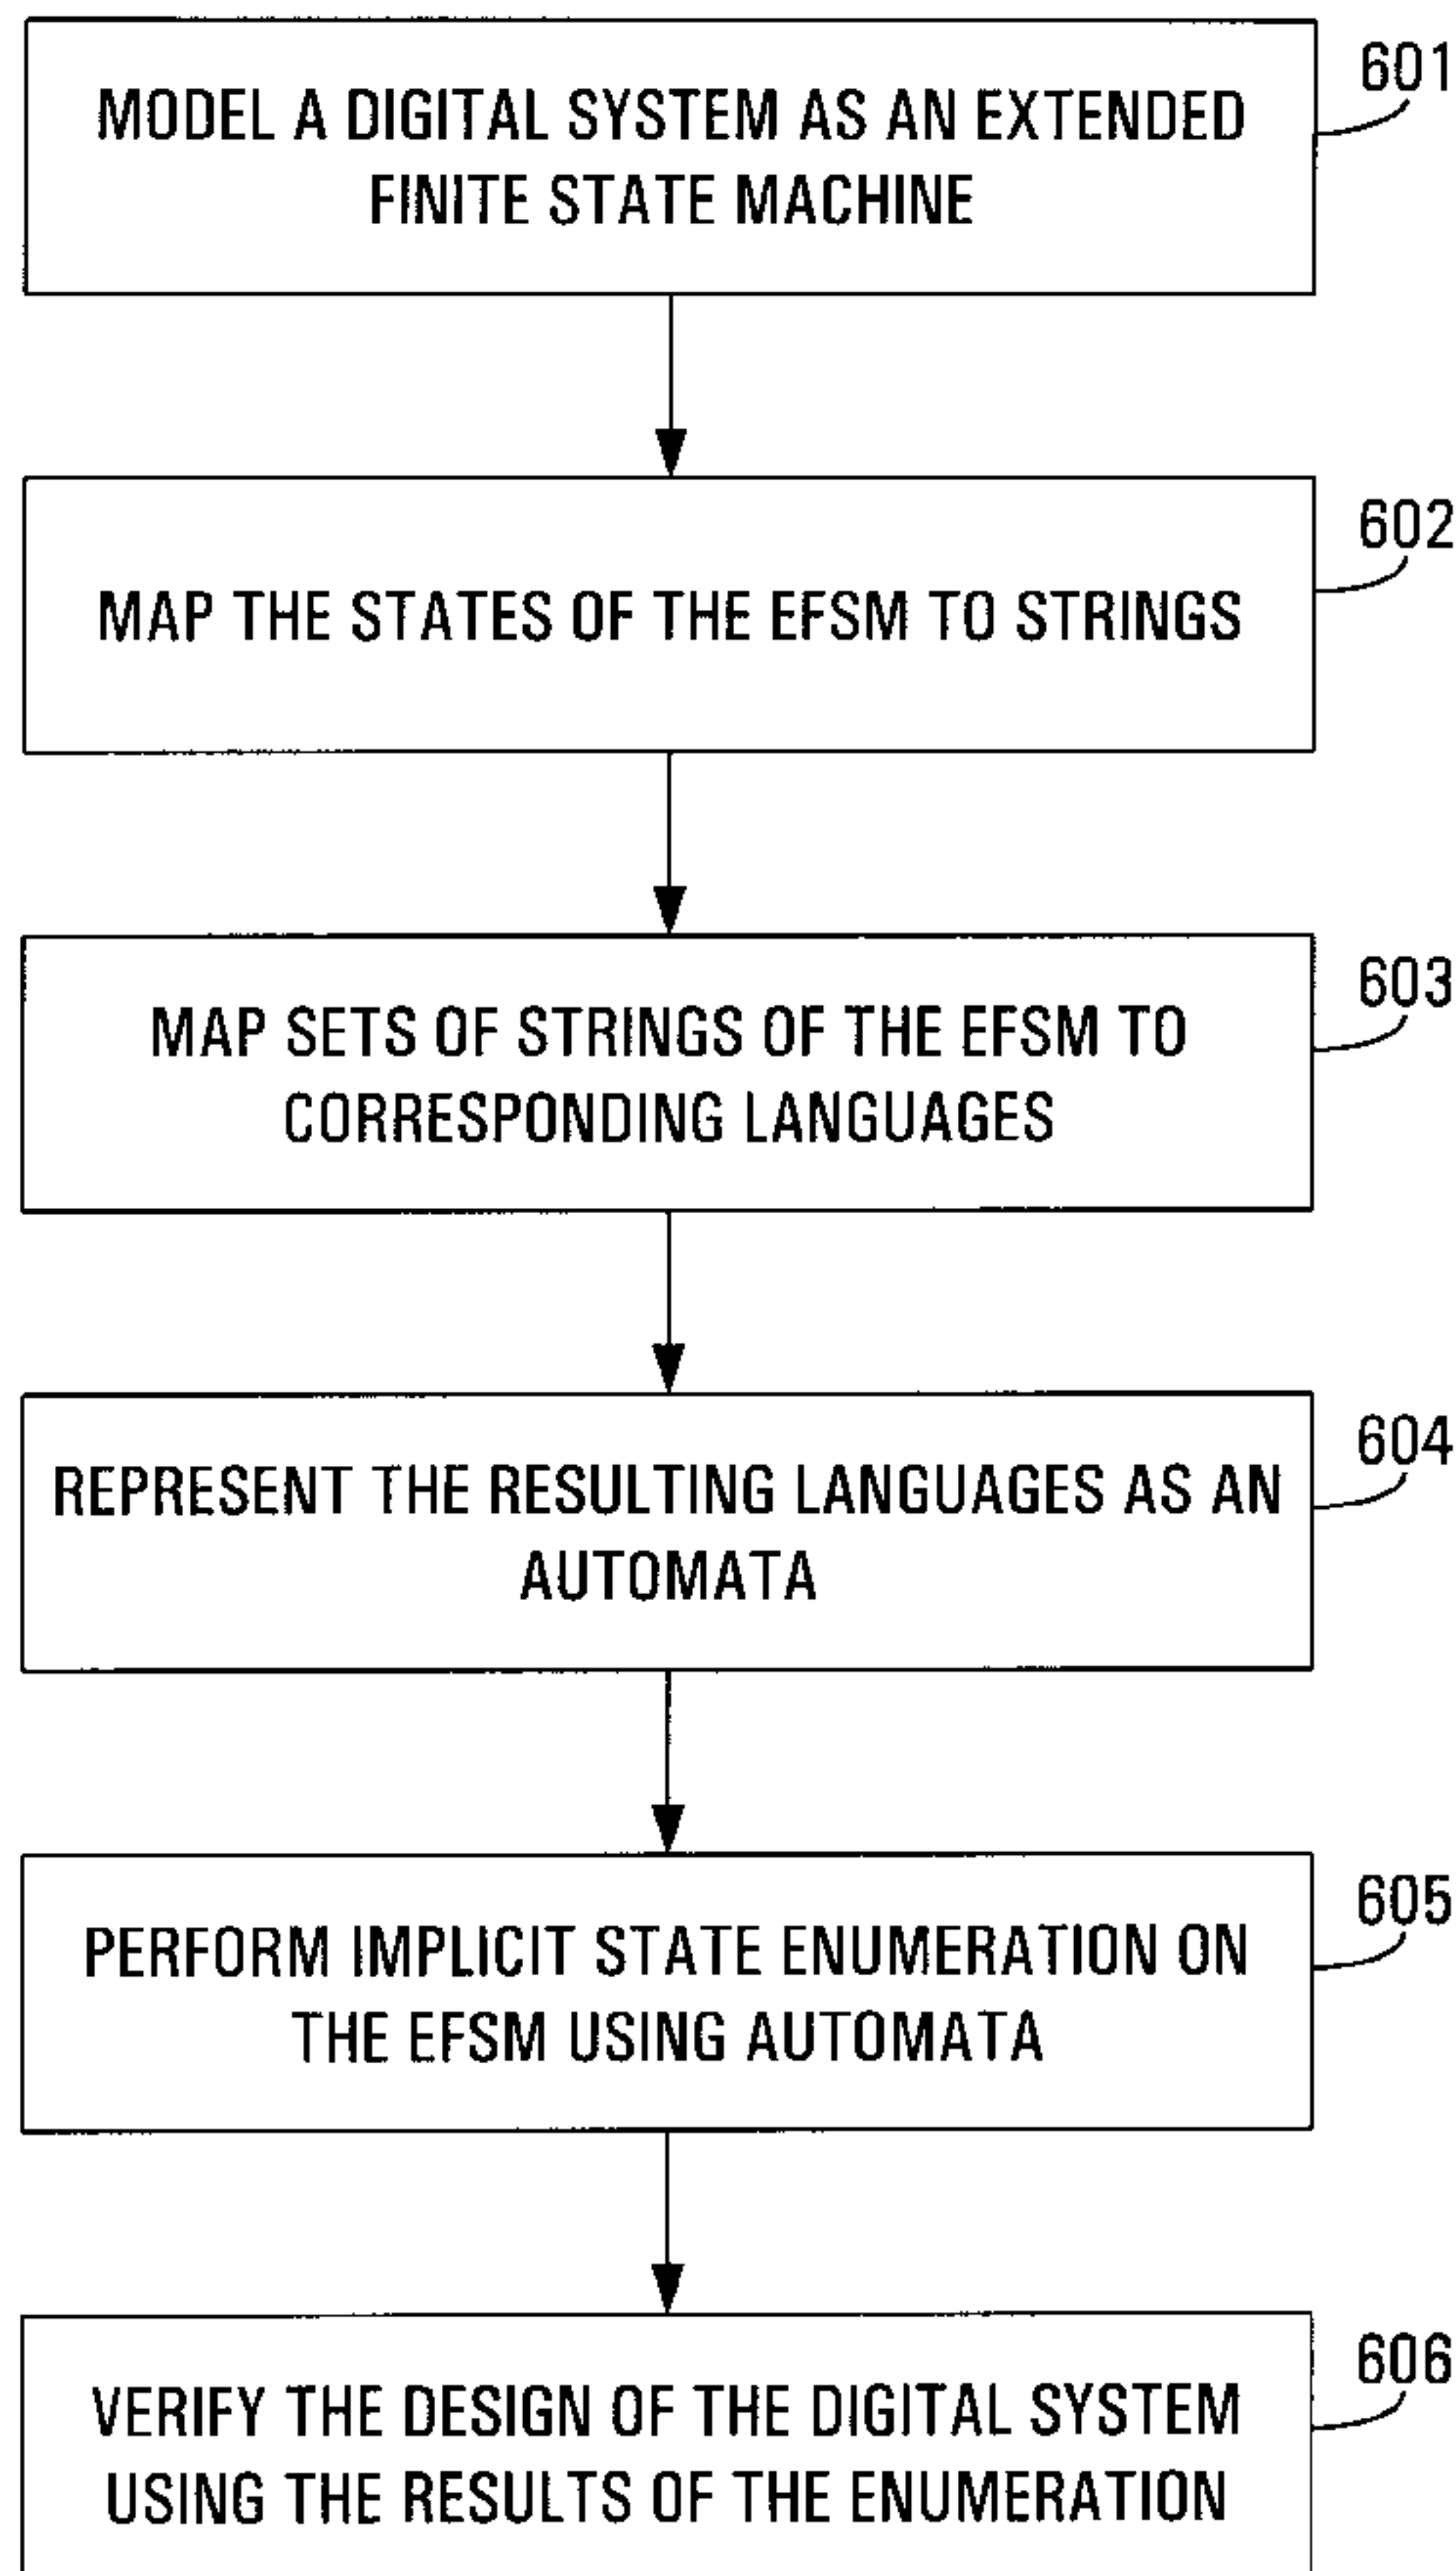 601
MODEL A DIGITAL SYSTEM AS AN EXTENDED
FINITE STATE MACHINE
602
MAP THE STATES OF THE EFSM TO STRINGS
603
MAP SETS OF STRINGS OF THE EFSM TO
CORRESPONDING LANGUAGES
604
REPRESENT THE RESULTING LANGUAGES AS AN
AUTOMATA
605
PERFORM IMPLICIT STATE ENUMERATION ON
THE EFSM USING AUTOMATA
606
VERIFY THE DESIGN OF THE DIGITAL SYSTEM
USING THE RESULTS OF THE ENUMERATION